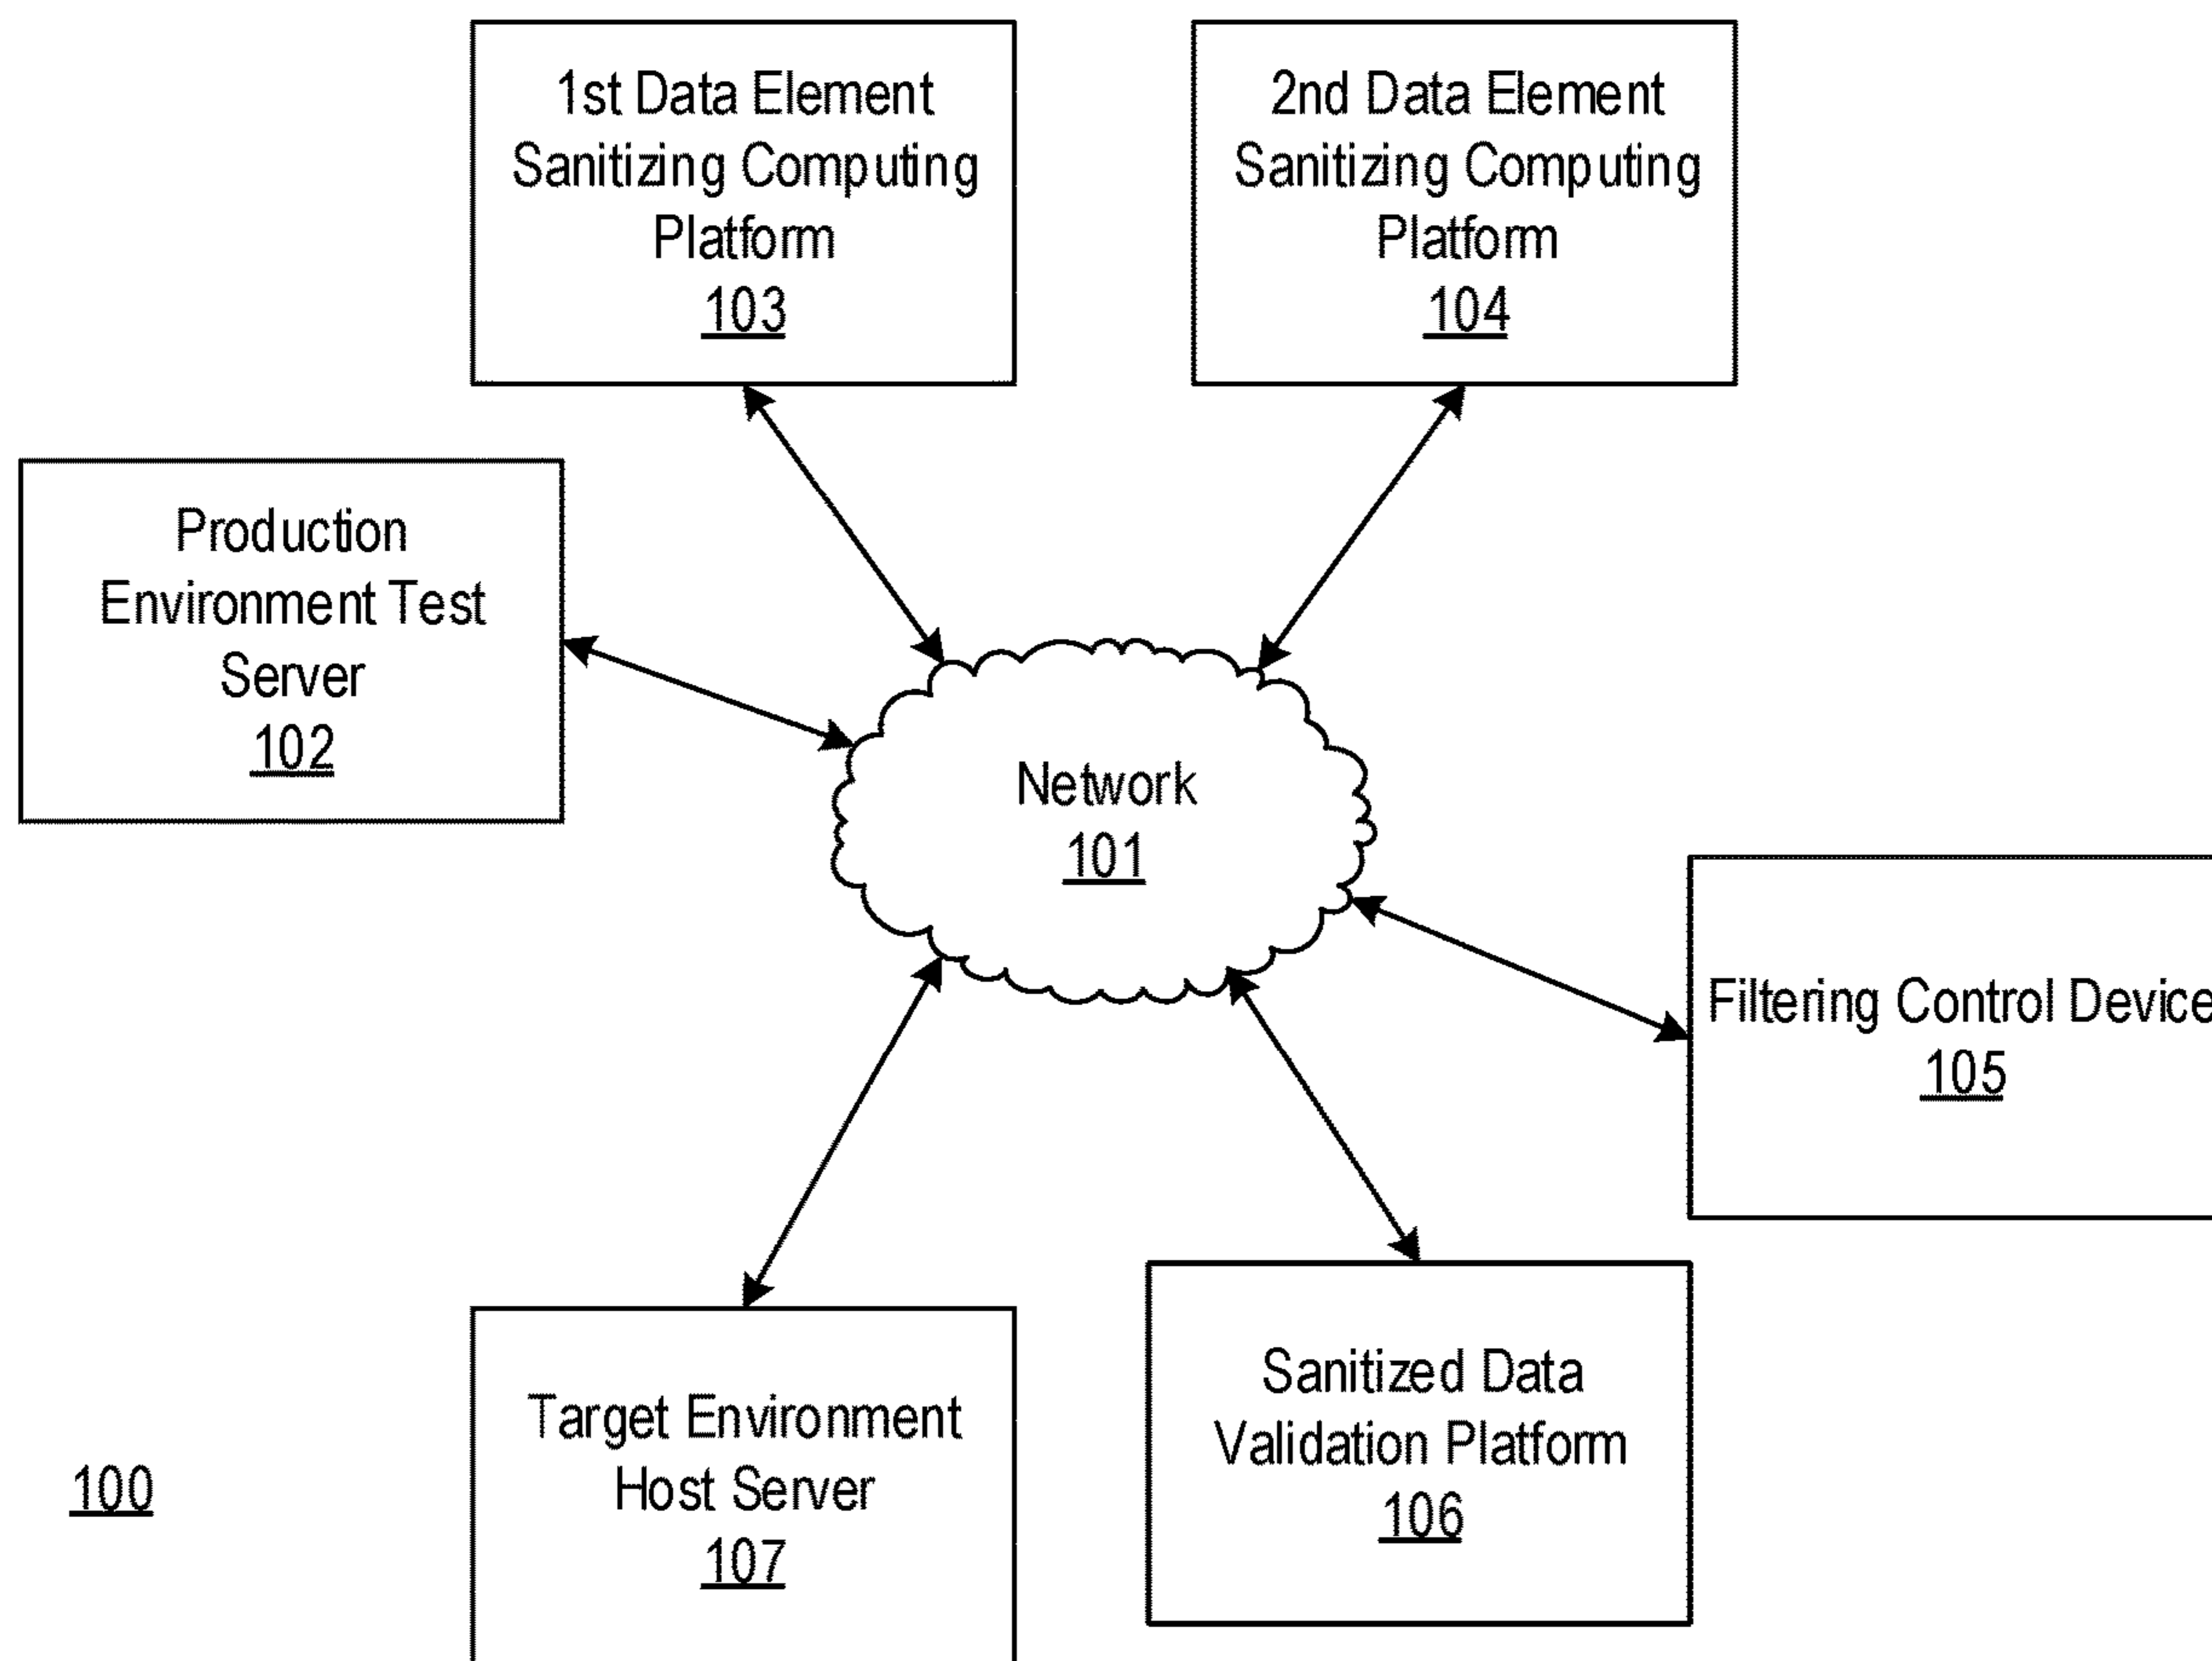 1st Data Element
Sanitizing Computing
Platform
103
2nd Data Element
Sanitizing Computing
Platform
104
Production
Environment Test
Server
102
Network
101
Filtering Control Device
105
Sanitized Data
Validation Platform
106
Target Environment
Host Server
107
100